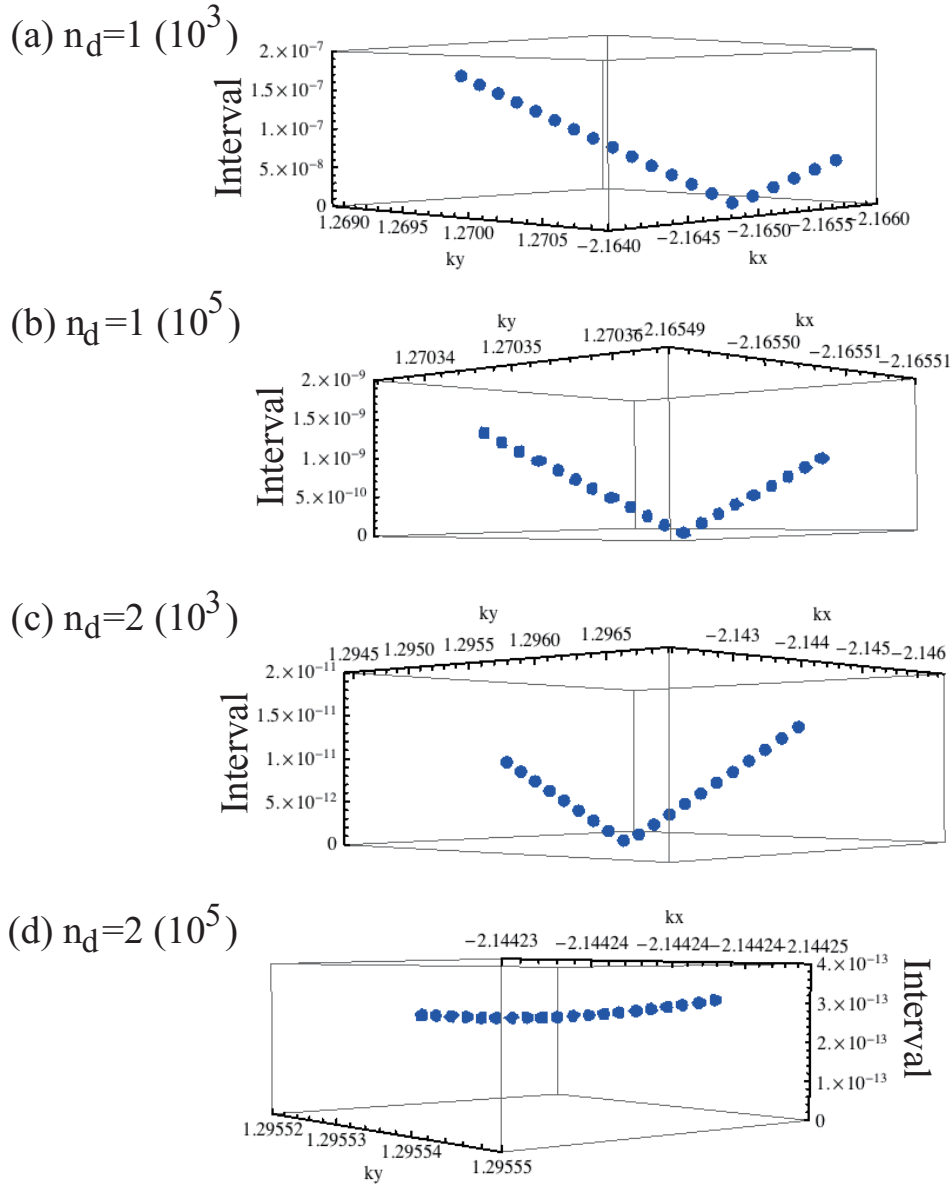 (a) n_d=1 (10^3)
Interval
2.×10^-7
1.5×10^-7
1.×10^-7
5.×10^-8
0
1.2690 1.2695 1.2700 1.2705 -2.1640 -2.1645 -2.1650 -2.1655 -2.1660
ky kx
(b) n_d=1 (10^5)
ky kx
1.27034 1.27035 1.27036 -2.16549 -2.16550 -2.16551 -2.16551
Interval
2.×10^-9
1.5×10^-9
1.×10^-9
5.×10^-10
0
(c) n_d=2 (10^3)
ky kx
1.2945 1.2950 1.2955 1.2960 1.2965 -2.143 -2.144 -2.145 -2.146
Interval
2.×10^-11
1.5×10^-11
1.×10^-11
5.×10^-12
0
(d) n_d=2 (10^5)
kx
-2.14423 -2.14424 -2.14424 -2.14424 -2.14425
4.×10^-13
3.×10^-13
2.×10^-13
1.×10^-13
0
Interval
1.29552 1.29553 1.29554 1.29555
ky